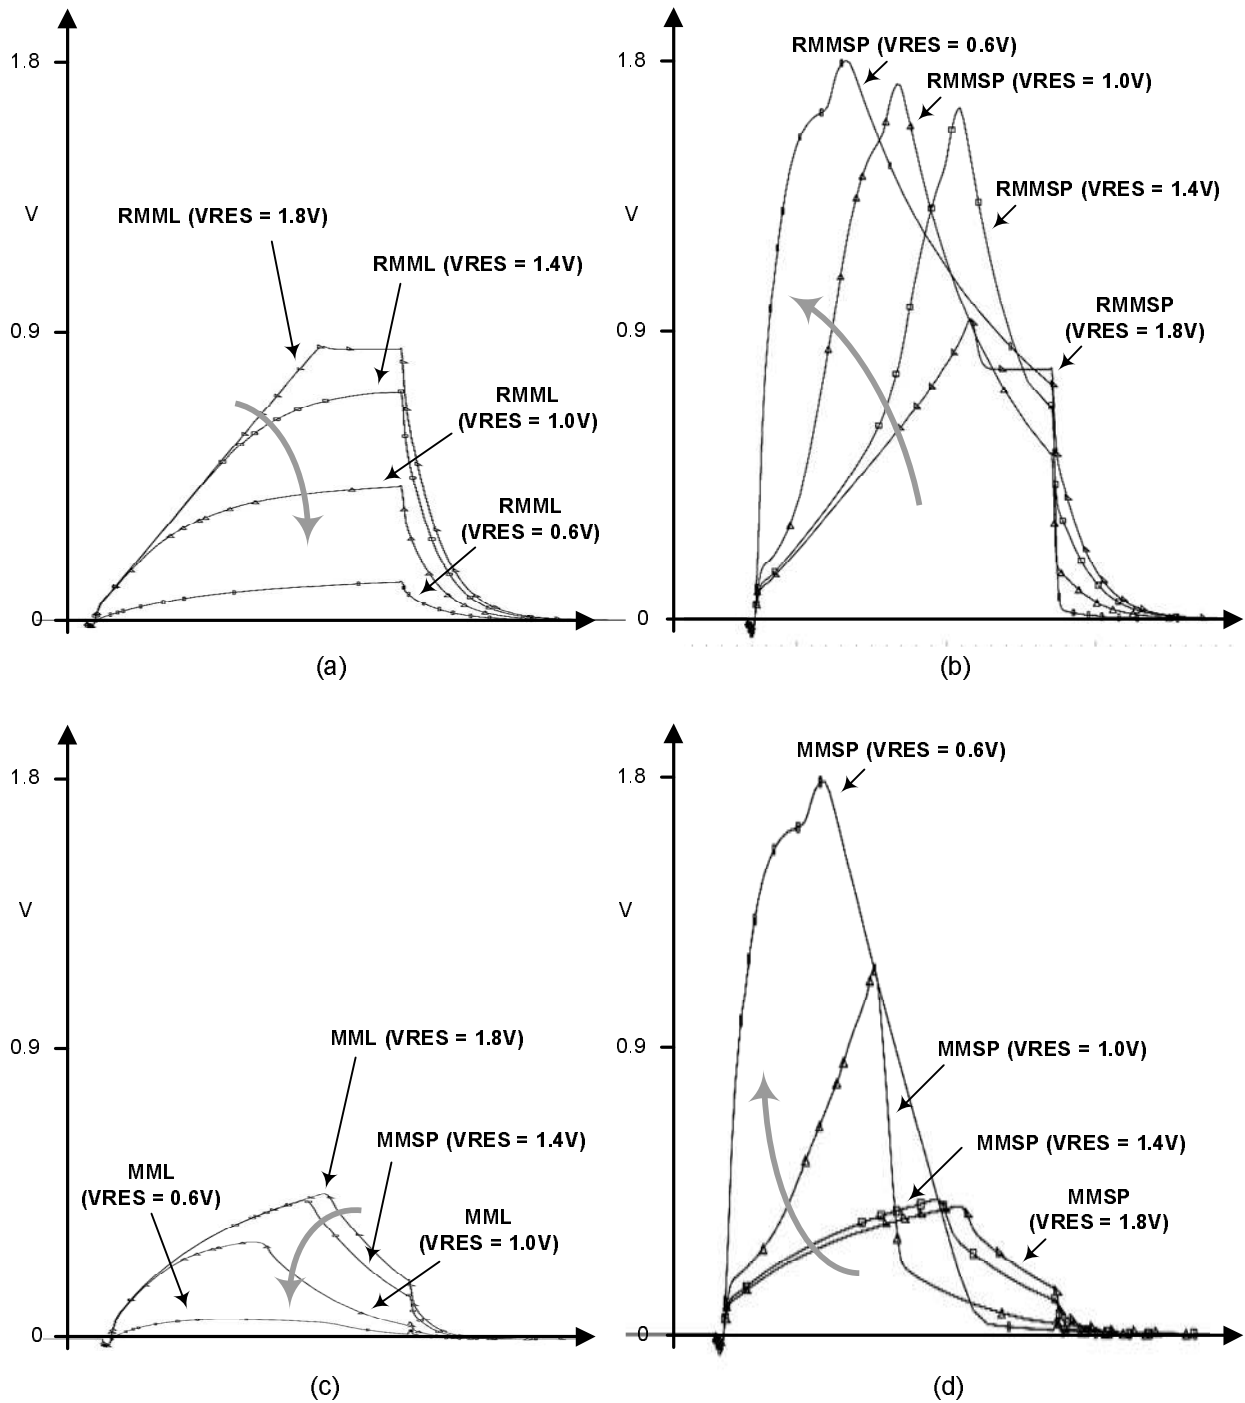 1.8
V
0.9
0
RMML (VRES = 1.8V)
RMML (VRES = 1.4V)
RMML
(VRES = 1.0V)
RMML
(VRES = 0.6V)
(a)
1.8
V
0.9
0
RMMSP (VRES = 0.6V)
RMMSP (VRES = 1.0V)
RMMSP (VRES = 1.4V)
RMMSP
(VRES = 1.8V)
(b)
1.8
V
0.9
0
MML (VRES = 1.8V)
MMSP (VRES = 1.4V)
MML
(VRES = 0.6V)
MML
(VRES = 1.0V)
(c)
1.8
V
0.9
0
MMSP (VRES = 0.6V)
MMSP (VRES = 1.0V)
MMSP (VRES = 1.4V)
MMSP
(VRES = 1.8V)
(d)